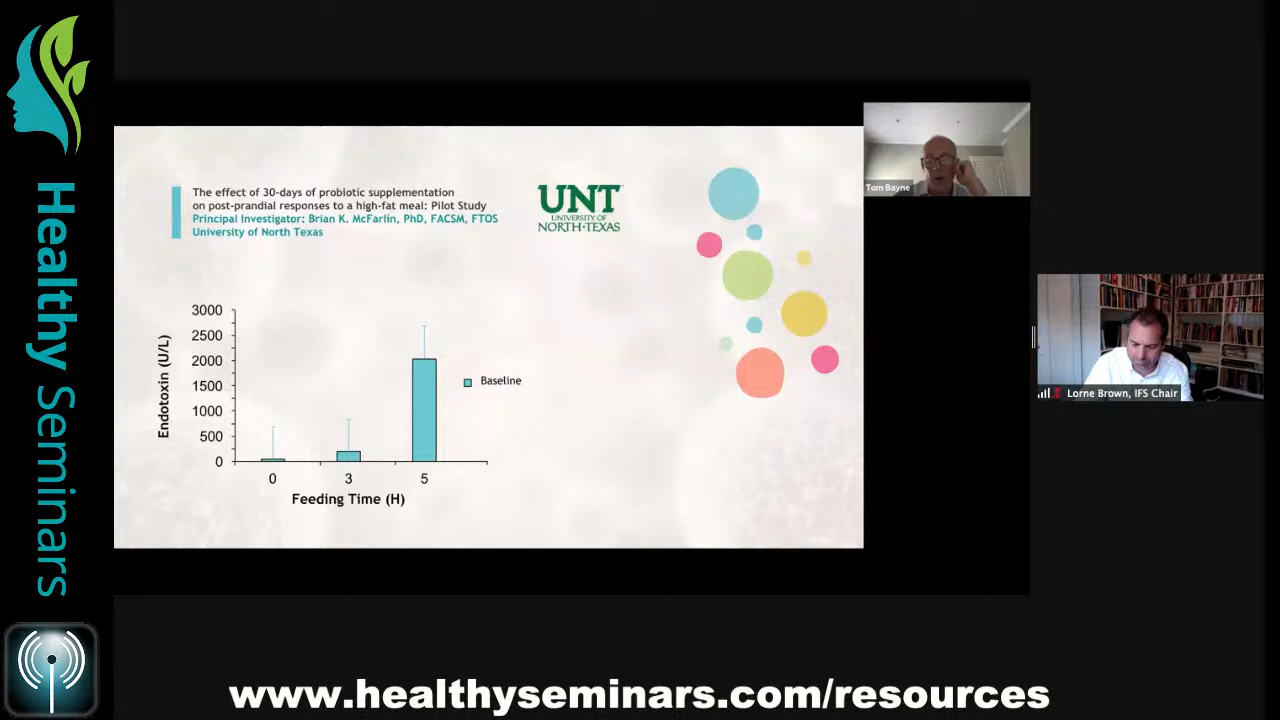 Healthy Seminars
The effect of 30-days of probiotic supplementation
on post-prandial responses to a high-fat meal: Pilot Study
Principal Investigator: Brian K. McFarlin, PhD, FACSM, FTOS
University of North Texas
UNT
UNIVERSITY OF
NORTH·TEXAS
Tom Bayne
Lorne Brown, IFS Chair
Endotoxin (U/L)
3000
2500
2000
1500
1000
500
0
Baseline
0 3 5
Feeding Time (H)
www.healthyseminars.com/resources